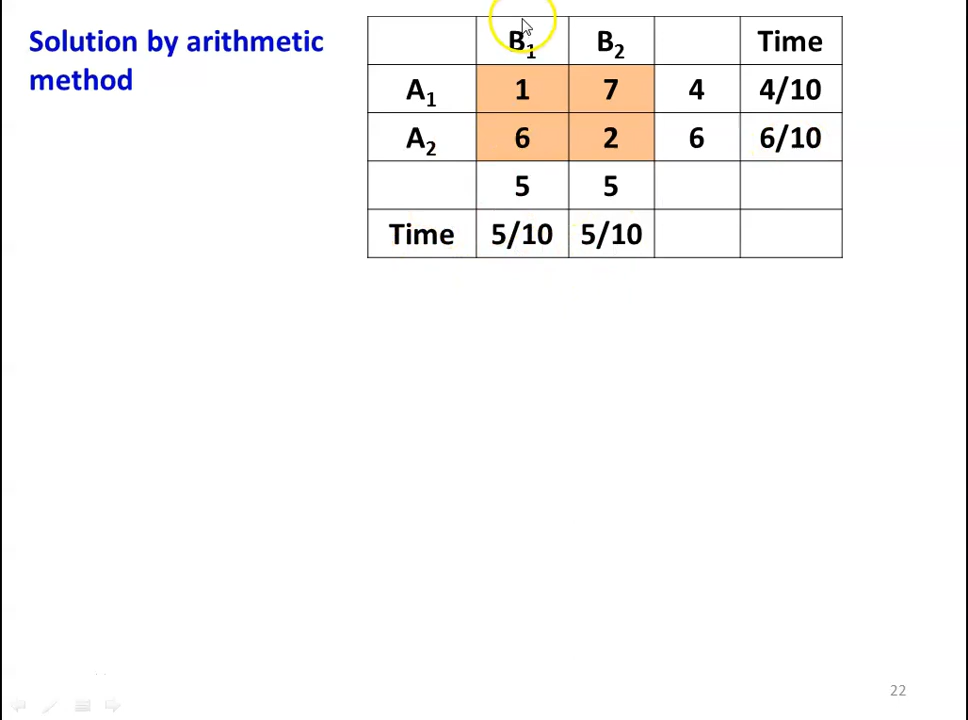 Solution by arithmetic
method
B₁ B₂ Time
A₁ 1 7 4 4/10
A₂ 6 2 6 6/10
5 5
Time 5/10 5/10
22